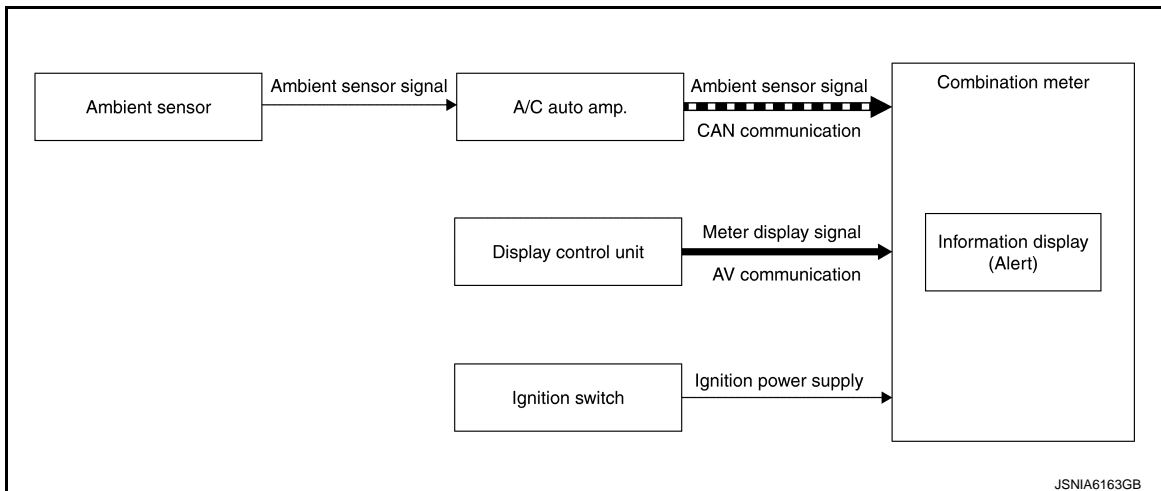 Ambient sensor
Ambient sensor signal
A/C auto amp.
Ambient sensor signal
CAN communication
Combination meter
Display control unit
Meter display signal
AV communication
Information display
(Alert)
Ignition switch
Ignition power supply
JSNIA6163GB